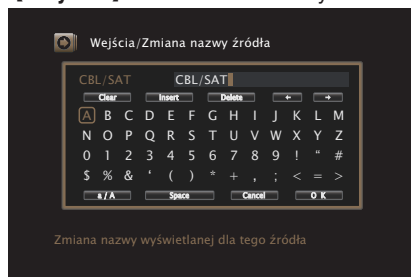 Wejścia/Zmiana nazwy źródła
CBL/SAT CBL/SAT
Clear Insert Delete ← →
A B C D E F G H I J K L M
N O P Q R S T U V W X Y Z
0 1 2 3 4 5 6 7 8 9 ! “ #
$ % & ‘ ( ) * + , ; < = >
a / A Space Cancel O K
Zmiana nazwy wyświetlanej dla tego źródła